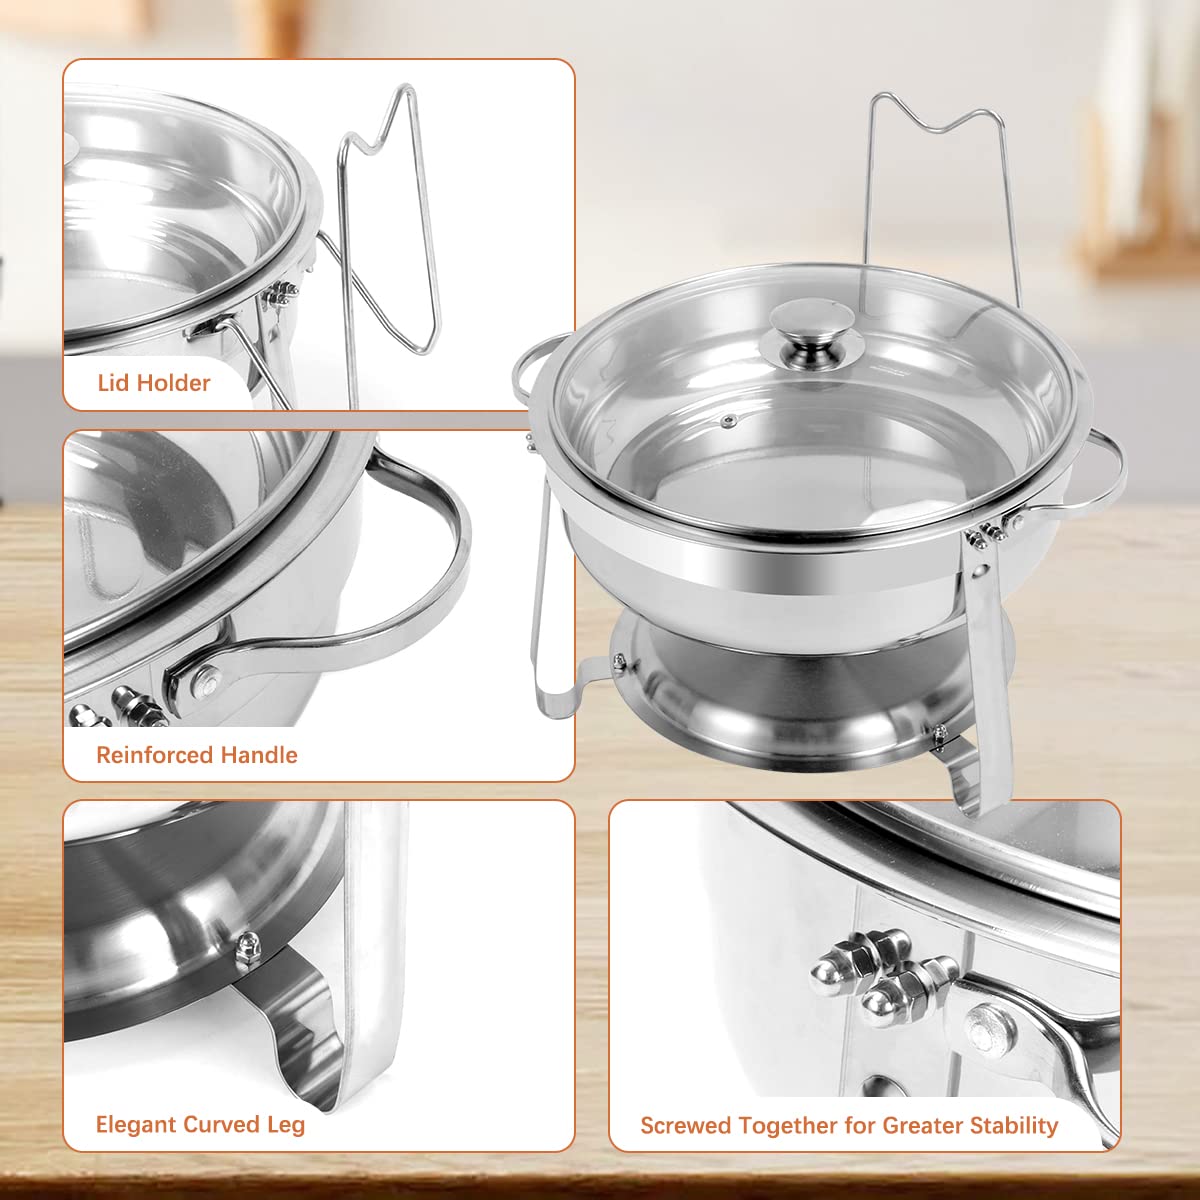 Lid Holder
Reinforced Handle
Elegant Curved Leg
Screwed Together for Greater Stability